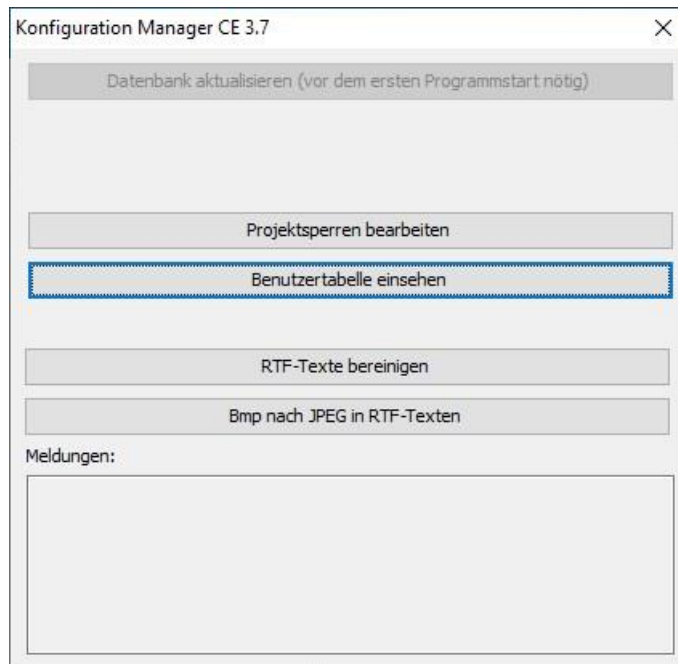 Konfiguration Manager CE 3.7
Datenbank aktualisieren (vor dem ersten Programmstart nötig)
Projektsperren bearbeiten
Benutzertabelle einsehen
RTF-Texte bereinigen
Bmp nach JPEG in RTF-Texten
Meldungen: